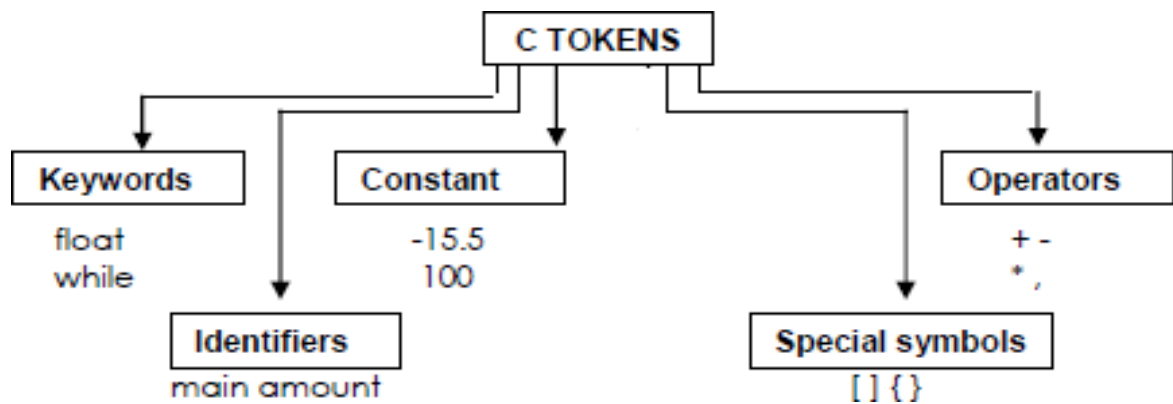 C TOKENS
Keywords
Constant
Operators
float
-15.5
+ -
while
100
* ,
Identifiers
Special symbols
main amount
[ ] { }